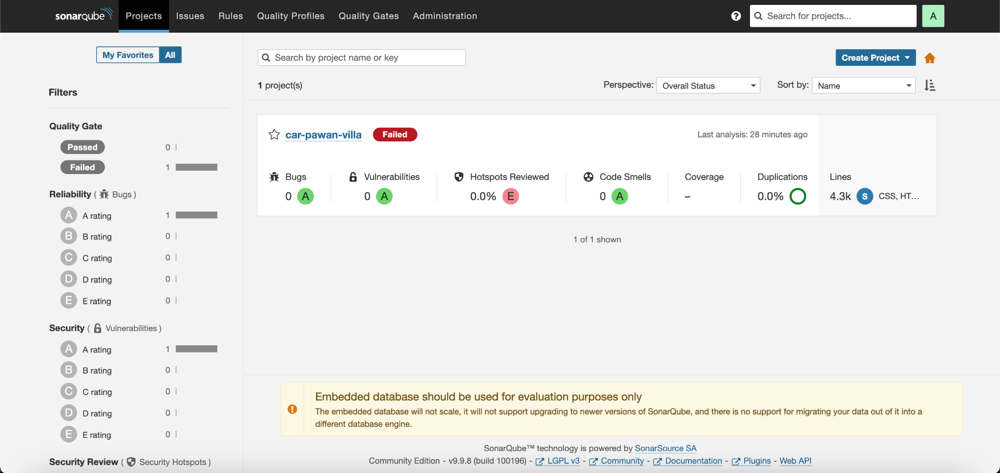 sonarqube Projects Issues Rules Quality Profiles Quality Gates Administration ? Search for projects... A
My Favorites All
Search by project name or key
Create Project
1 project(s)
Perspective: Overall Status Sort by: Name
Filters
Quality Gate
Passed 0
Failed 1
Reliability ( Bugs )
A A rating 1
B B rating 0
C C rating 0
D D rating 0
E E rating 0
Security ( Vulnerabilities )
A A rating 1
B B rating 0
C C rating 0
D D rating 0
E E rating 0
Security Review ( Security Hotspots )
car-pawan-villa Failed Last analysis: 28 minutes ago
Bugs Vulnerabilities Hotspots Reviewed Code Smells Coverage Duplications Lines
0 A 0 A 0.0% E 0 A – 0.0% 4.3k S CSS, HT...
1 of 1 shown
Embedded database should be used for evaluation purposes only
The embedded database will not scale, it will not support upgrading to newer versions of SonarQube, and there is no support for migrating your data out of it into a
different database engine.
SonarQube™ technology is powered by SonarSource SA
Community Edition - v9.9.8 (build 100196) - LGPL v3 - Community - Documentation - Plugins - Web API